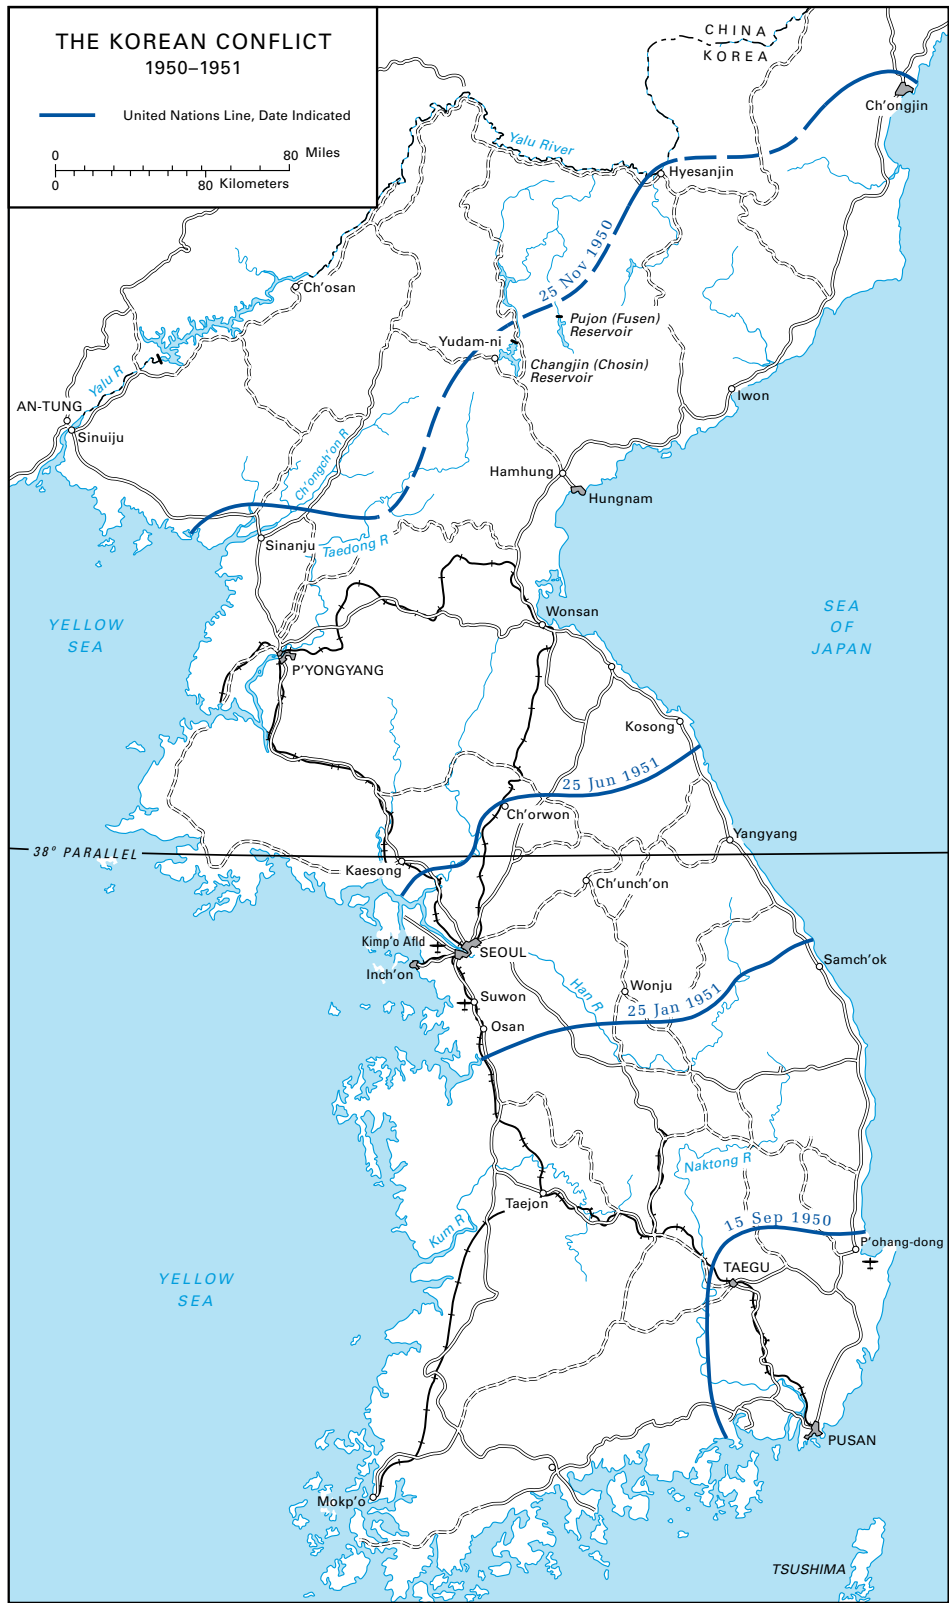 THE KOREAN CONFLICT
1950–1951
United Nations Line, Date Indicated
0 80 Miles
0 80 Kilometers
CHINA
KOREA
Ch'ongjin
Yalu River
Hyesanjin
25 Nov 1950
Ch'osan
Pujon (Fusen)
Reservoir
Yudam-ni
Changjin (Chosin)
Reservoir
Yalu R
Iwon
AN-TUNG
Sinuiju
Ch'ongch'on R
Hamhung
Hungnam
Sinanju
Taedong R
Wonsan
YELLOW
SEA
SEA
OF
JAPAN
P'YONGYANG
Kosong
25 Jun 1951
Ch'orwon
Yangyang
38° PARALLEL
Kaesong
Ch'unch'on
Kimp'o Afld
SEOUL
Inch'on
Samch'ok
Han R
Wonju
Suwon
25 Jan 1951
Osan
Naktong R
Taejon
Kum R
15 Sep 1950
P'ohang-dong
TAEGU
YELLOW
SEA
PUSAN
Mokp'o
TSUSHIMA